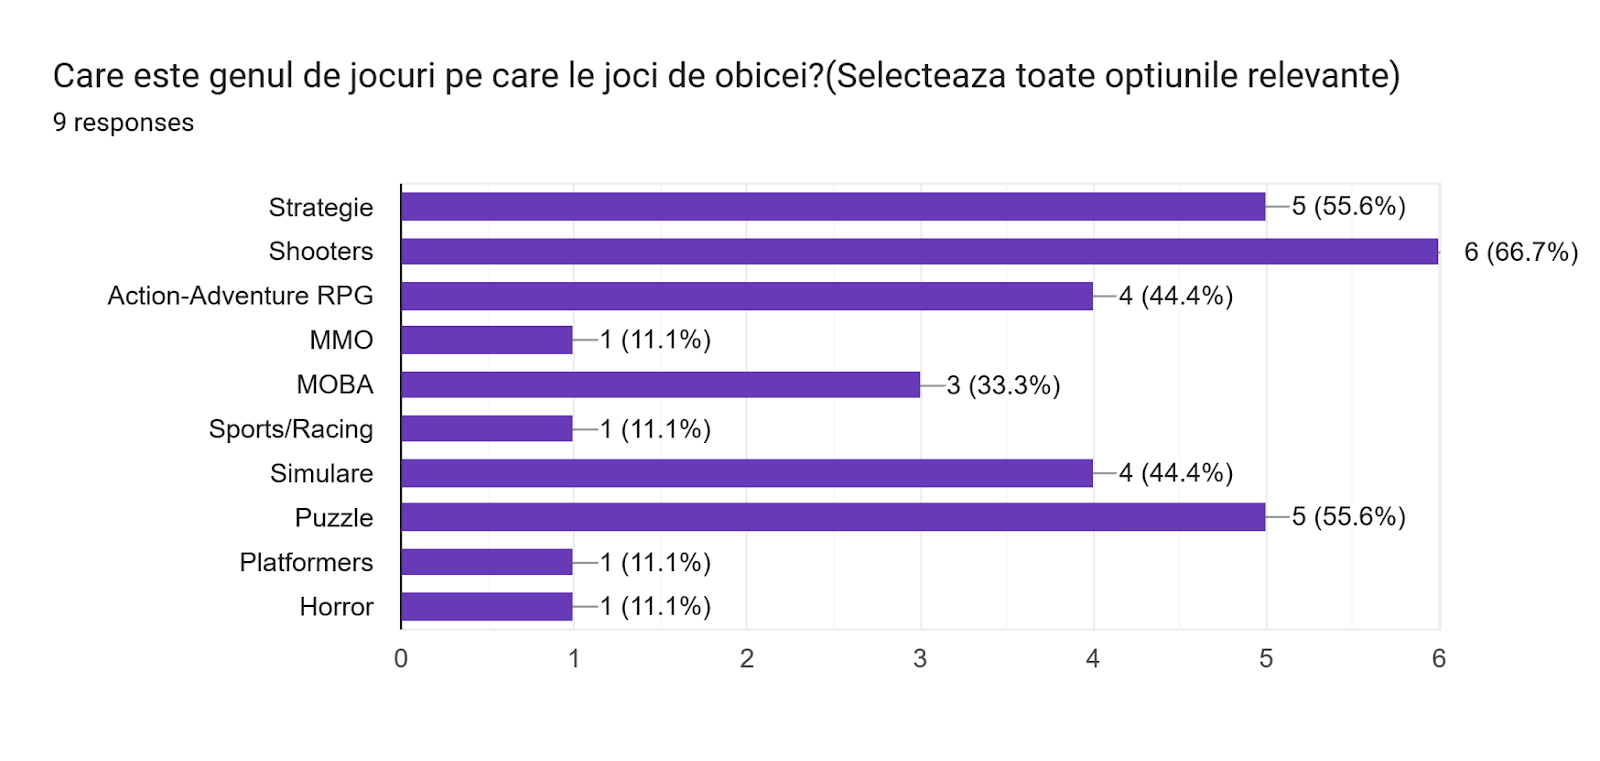 Care este genul de jocuri pe care le joci de obicei?(Selecteaza toate optiunile relevante)
9 responses
Strategie 5 (55.6%)
Shooters 6 (66.7%)
Action-Adventure RPG 4 (44.4%)
MMO 1 (11.1%)
MOBA 3 (33.3%)
Sports/Racing 1 (11.1%)
Simulare 4 (44.4%)
Puzzle 5 (55.6%)
Platformers 1 (11.1%)
Horror 1 (11.1%)
0 1 2 3 4 5 6